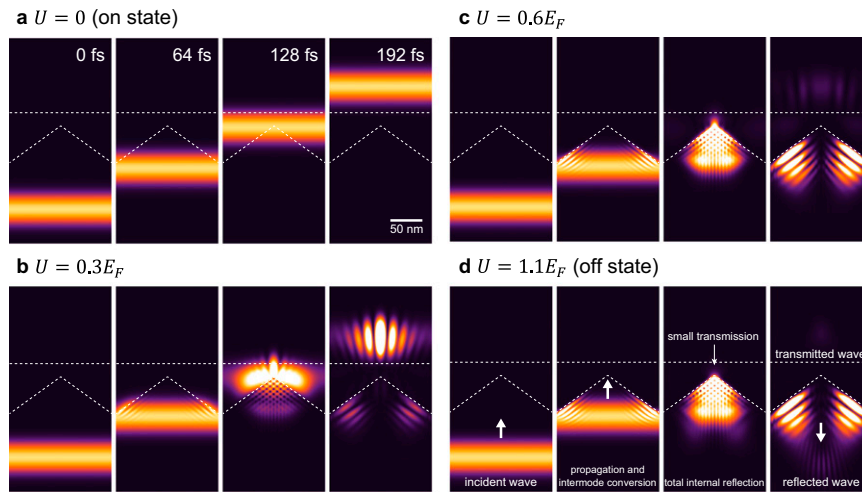 a U = 0 (on state)
0 fs
64 fs
128 fs
192 fs
50 nm
b U = 0.3E_F
c U = 0.6E_F
d U = 1.1E_F (off state)
incident wave
propagation and
intermode conversion
small transmission
total internal reflection
transmitted wave
reflected wave